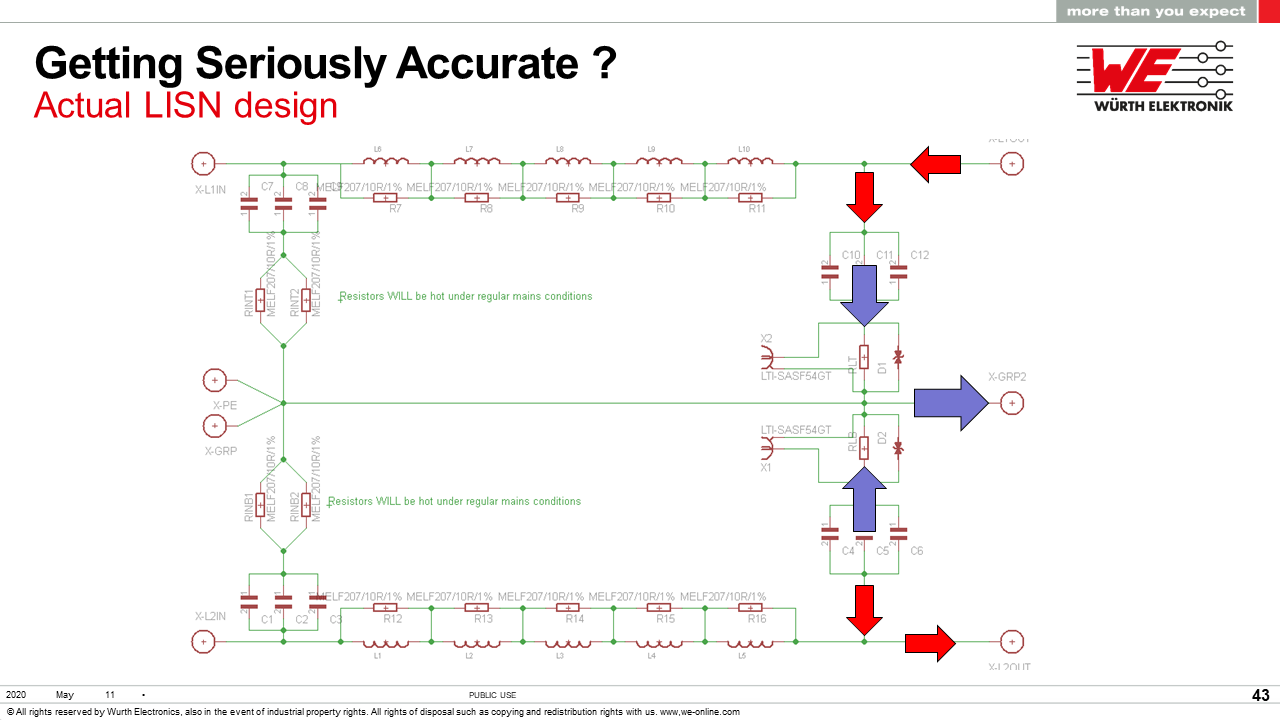 more than you expect
Getting Seriously Accurate ?
Actual LISN design
WE
WÜRTH ELEKTRONIK
L6 L7 L8 L9 L10
X-L1IN
C7 C8 C9
MELF207/10R/1% MELF207/10R/1% MELF207/10R/1% MELF207/10R/1%
R7 R8 R9 R10 R11
C10 C11 C12
RINT1 MELF207/10R/1% RINT2 MELF207/10R/1%
Resistors WILL be hot under regular mains conditions
X2
RLT D1
LTI-SASF54GT
X-GRP2
X-PE
X-GRP
LTI-SASF54GT
D2
X1
RINB1 MELF207/10R/1% RINB2 MELF207/10R/1%
Resistors WILL be hot under regular mains conditions
C4 C5 C6
MELF207/10R/1% MELF207/10R/1% MELF207/10R/1% MELF207/10R/1% MELF207/10R/1%
X-L2IN
C1 C2 C3
R12 R13 R14 R15 R16
L1 L2 L3 L4 L5
X-L2OUT
2020 May 11 •
PUBLIC USE
43
© All rights reserved by Wurth Electronics, also in the event of industrial property rights. All rights of disposal such as copying and redistribution rights with us. www,we-online.com